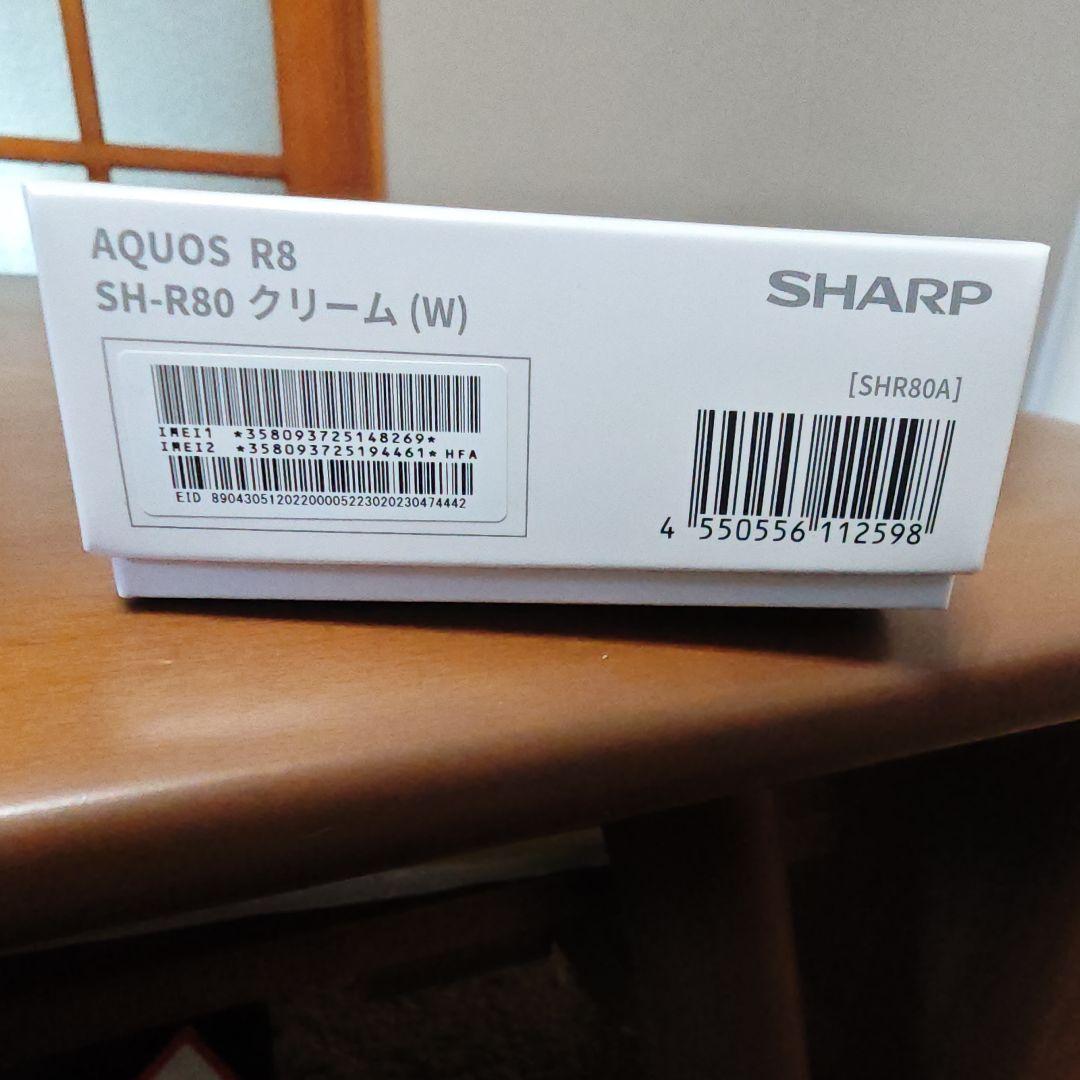 AQUOS R8
SH-R80 クリーム (W)
SHARP
[SHR80A]
IMEI1 *358093725148269*
IMEI2 *358093725194461* HFA
EID 89043051202200005223020230474442
4 550556 112598